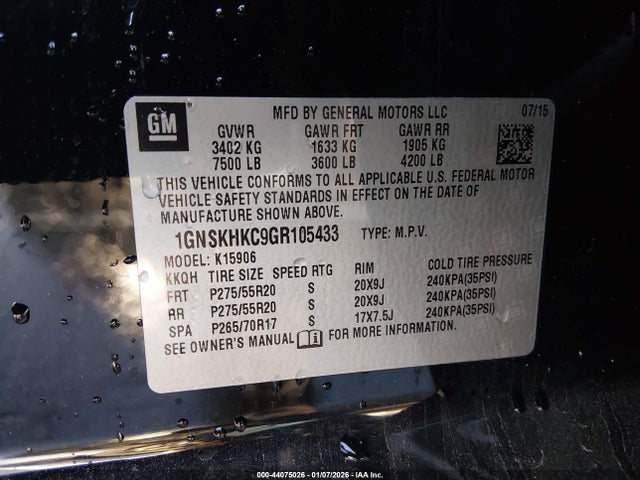 GM
MFD BY GENERAL MOTORS LLC 07/15
GVWR GAWR FRT GAWR RR
3402 KG 1633 KG 1905 KG
7500 LB 3600 LB 4200 LB
THIS VEHICLE CONFORMS TO ALL APPLICABLE U.S. FEDERAL MOTOR
VEHICLE SAFETY STANDARDS IN EFFECT ON THE DATE OF
MANUFACTURE SHOWN ABOVE.
1GNSKHKC9GR105433 TYPE: M.P.V.
MODEL: K15906
KKQH TIRE SIZE SPEED RTG RIM COLD TIRE PRESSURE
FRT P275/55R20 S 20X9J 240KPA(35PSI)
RR P275/55R20 S 20X9J 240KPA(35PSI)
SPA P265/70R17 S 17X7.5J 240KPA(35PSI)
SEE OWNER'S MANUAL FOR MORE INFORMATION.
000-44075026 - 01/07/2026 - IAA Inc.